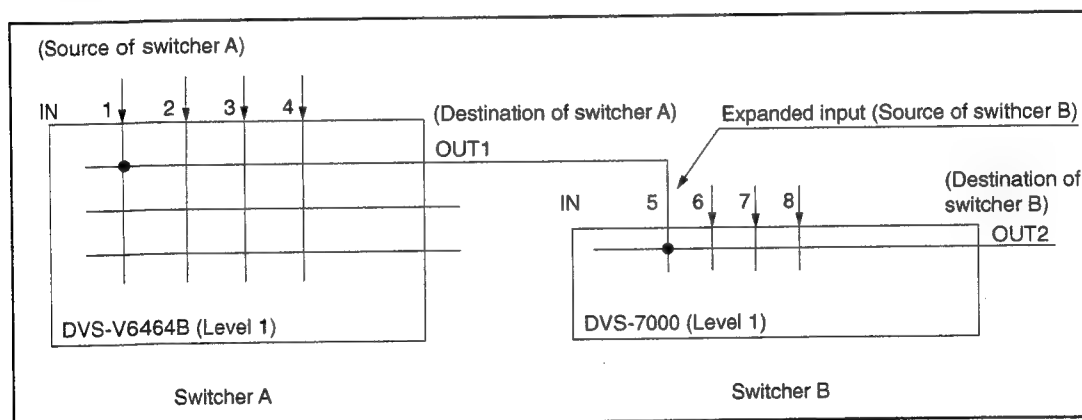 (Source of switcher A)
IN 1 2 3 4
(Destination of switcher A)
OUT1
Expanded input (Source of swithcer B)
IN 5 6 7 8
(Destination of
switcher B)
OUT2
DVS-V6464B (Level 1)
DVS-7000 (Level 1)
Switcher A
Switcher B